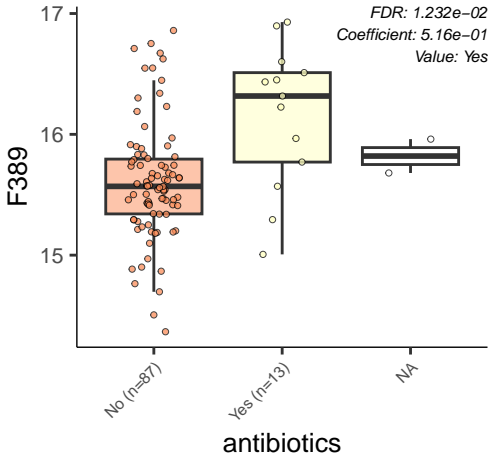 FDR: 1.232e−02
Coefficient: 5.16e−01
Value: Yes
17
16
15
F389
No (n=87)
Yes (n=13)
NA
antibiotics